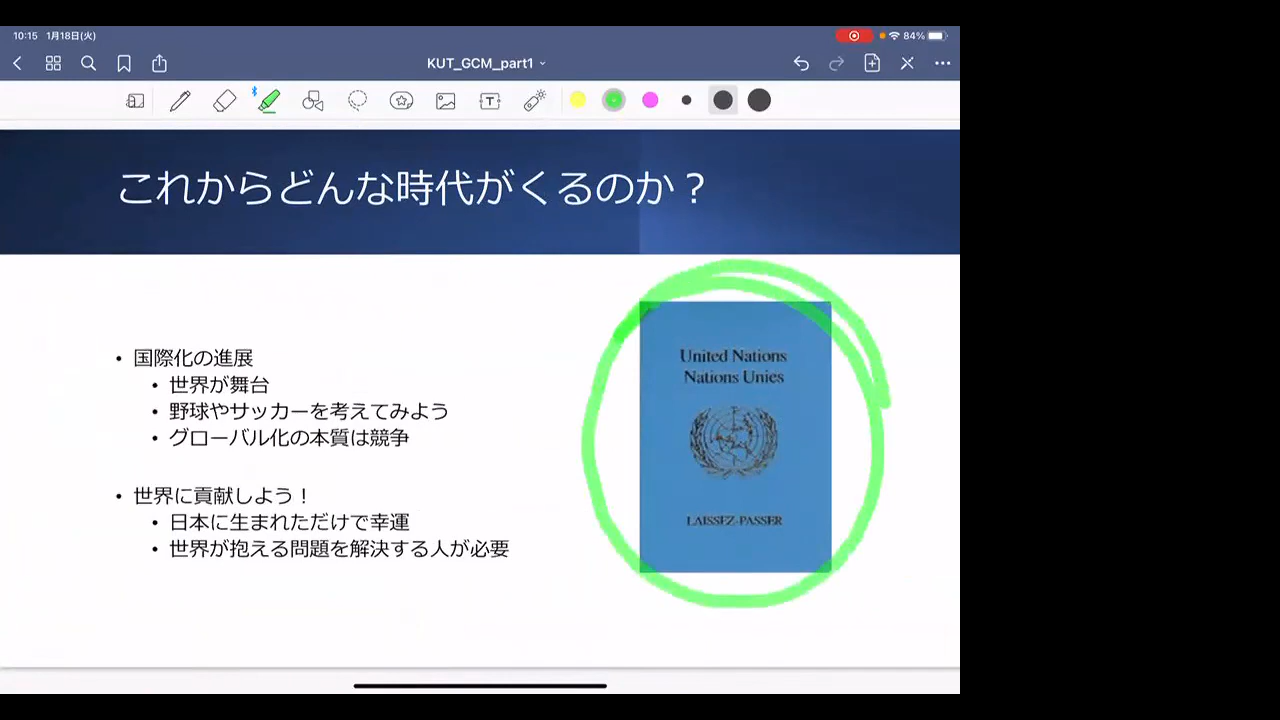 10:15 1月18日(火)
84%
KUT_GCM_part1
T
これからどんな時代がくるのか？
• 国際化の進展
• 世界が舞台
• 野球やサッカーを考えてみよう
• グローバル化の本質は競争
• 世界に貢献しよう！
• 日本に生まれただけで幸運
• 世界が抱える問題を解決する人が必要
United Nations
Nations Unies
LAISSEZ-PASSER